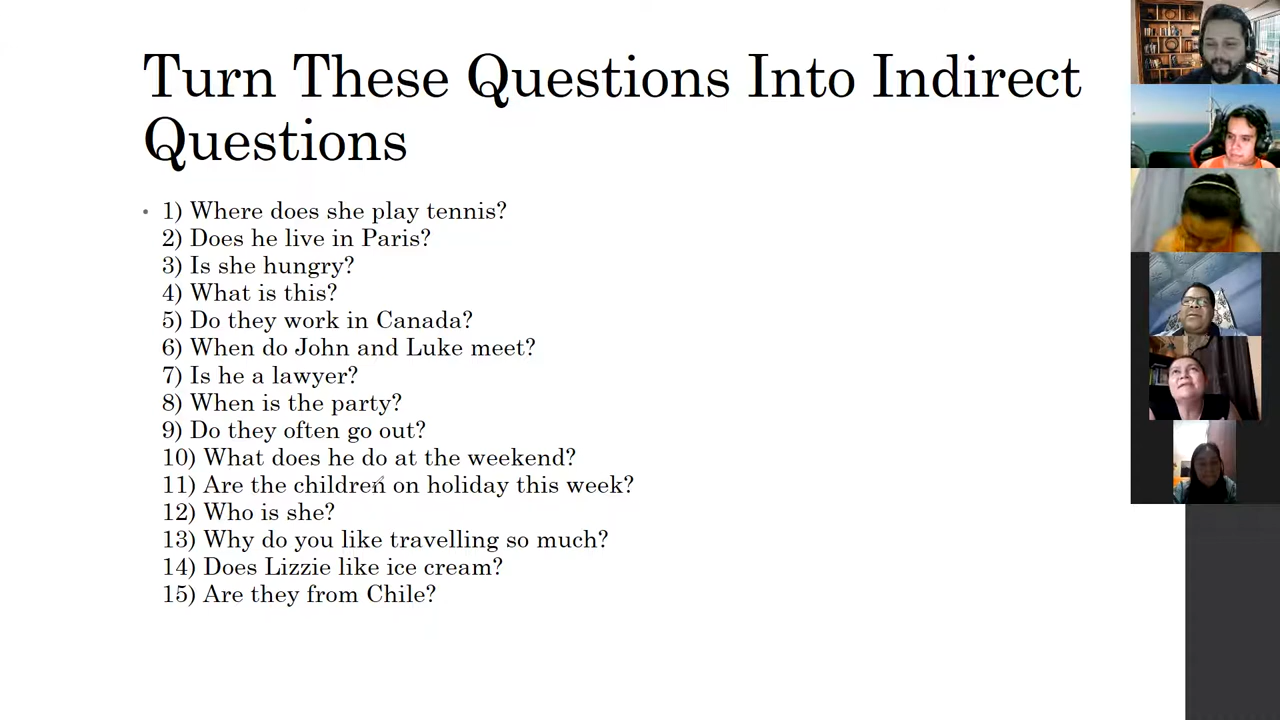 Turn These Questions Into Indirect
Questions
• 1) Where does she play tennis?
2) Does he live in Paris?
3) Is she hungry?
4) What is this?
5) Do they work in Canada?
6) When do John and Luke meet?
7) Is he a lawyer?
8) When is the party?
9) Do they often go out?
10) What does he do at the weekend?
11) Are the children on holiday this week?
12) Who is she?
13) Why do you like travelling so much?
14) Does Lizzie like ice cream?
15) Are they from Chile?